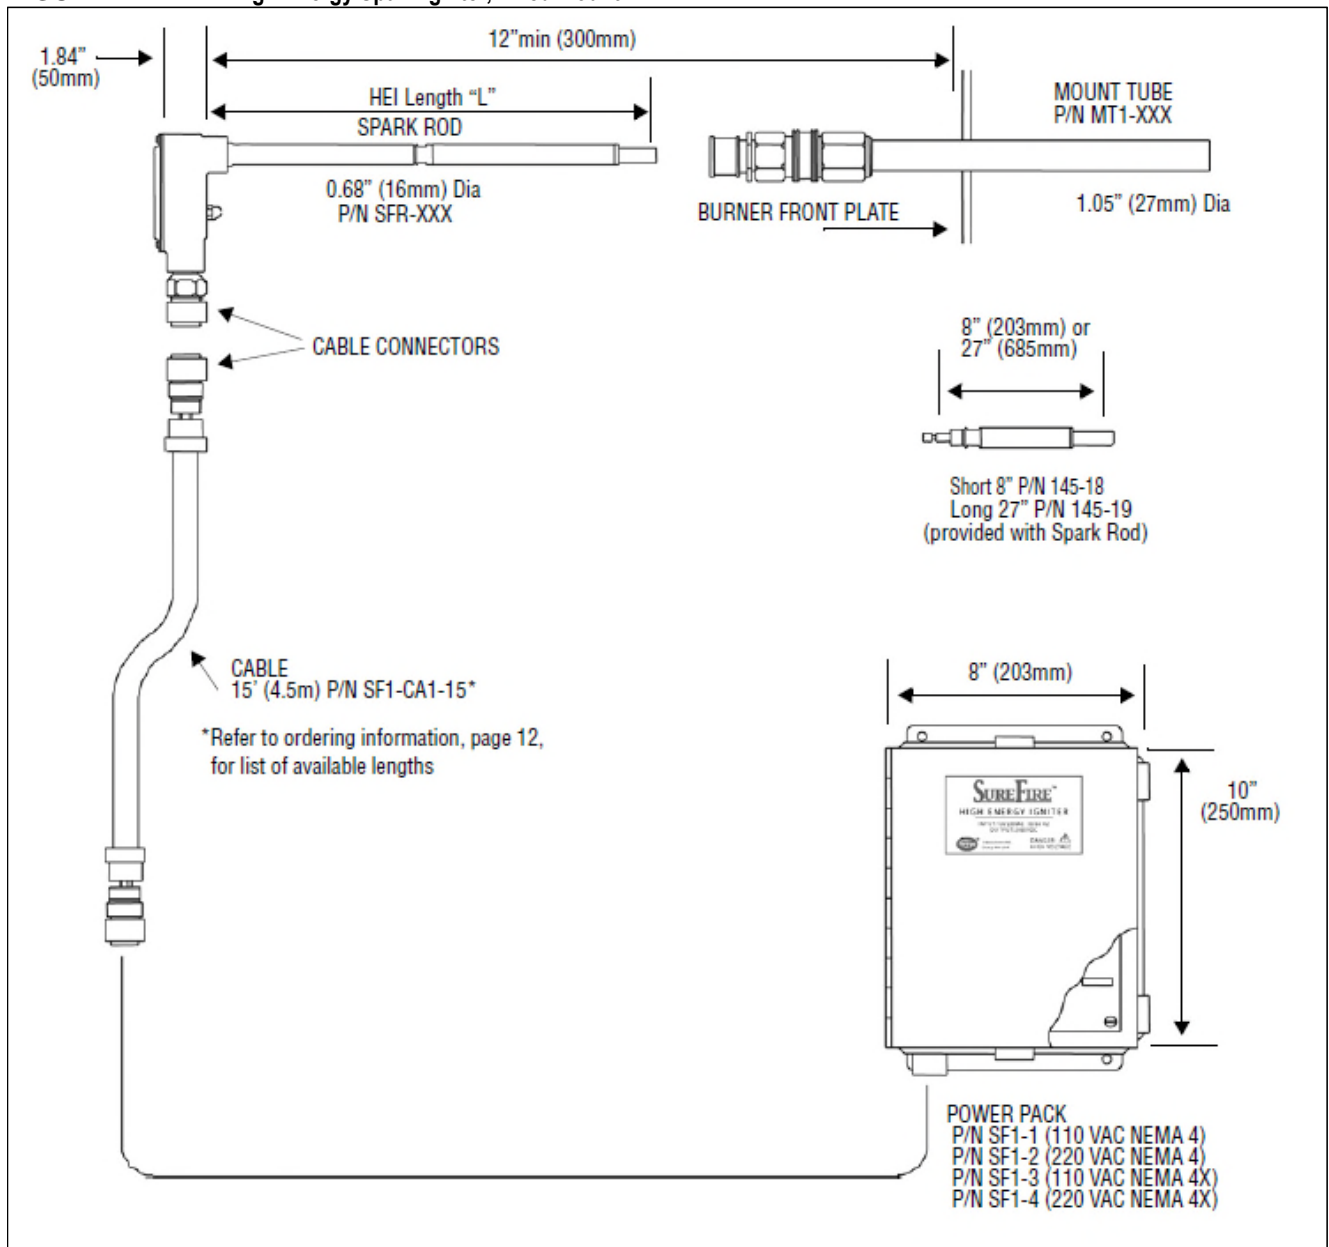 12"min (300mm)
1.84"
(50mm)
HEI Length “L”
SPARK ROD
0.68" (16mm) Dia
P/N SFR-XXX
MOUNT TUBE
P/N MT1-XXX
BURNER FRONT PLATE
1.05" (27mm) Dia
CABLE CONNECTORS
8" (203mm) or
27" (685mm)
Short 8" P/N 145-18
Long 27" P/N 145-19
(provided with Spark Rod)
CABLE
15' (4.5m) P/N SF1-CA1-15*
*Refer to ordering information, page 12,
for list of available lengths
8" (203mm)
SUREFIRE™
HIGH ENERGY IGNITER
10"
(250mm)
POWER PACK
P/N SF1-1 (110 VAC NEMA 4)
P/N SF1-2 (220 VAC NEMA 4)
P/N SF1-3 (110 VAC NEMA 4X)
P/N SF1-4 (220 VAC NEMA 4X)